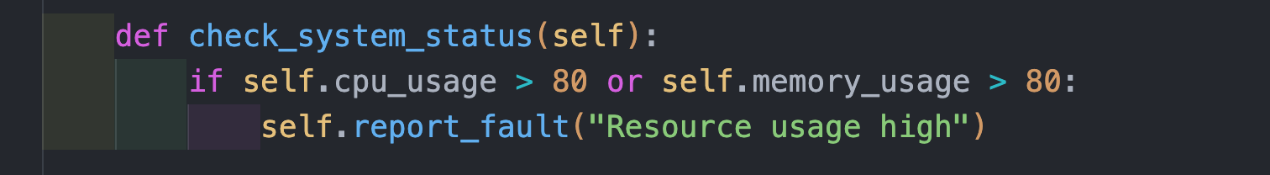 def check_system_status(self):
if self.cpu_usage > 80 or self.memory_usage > 80:
self.report_fault("Resource usage high")